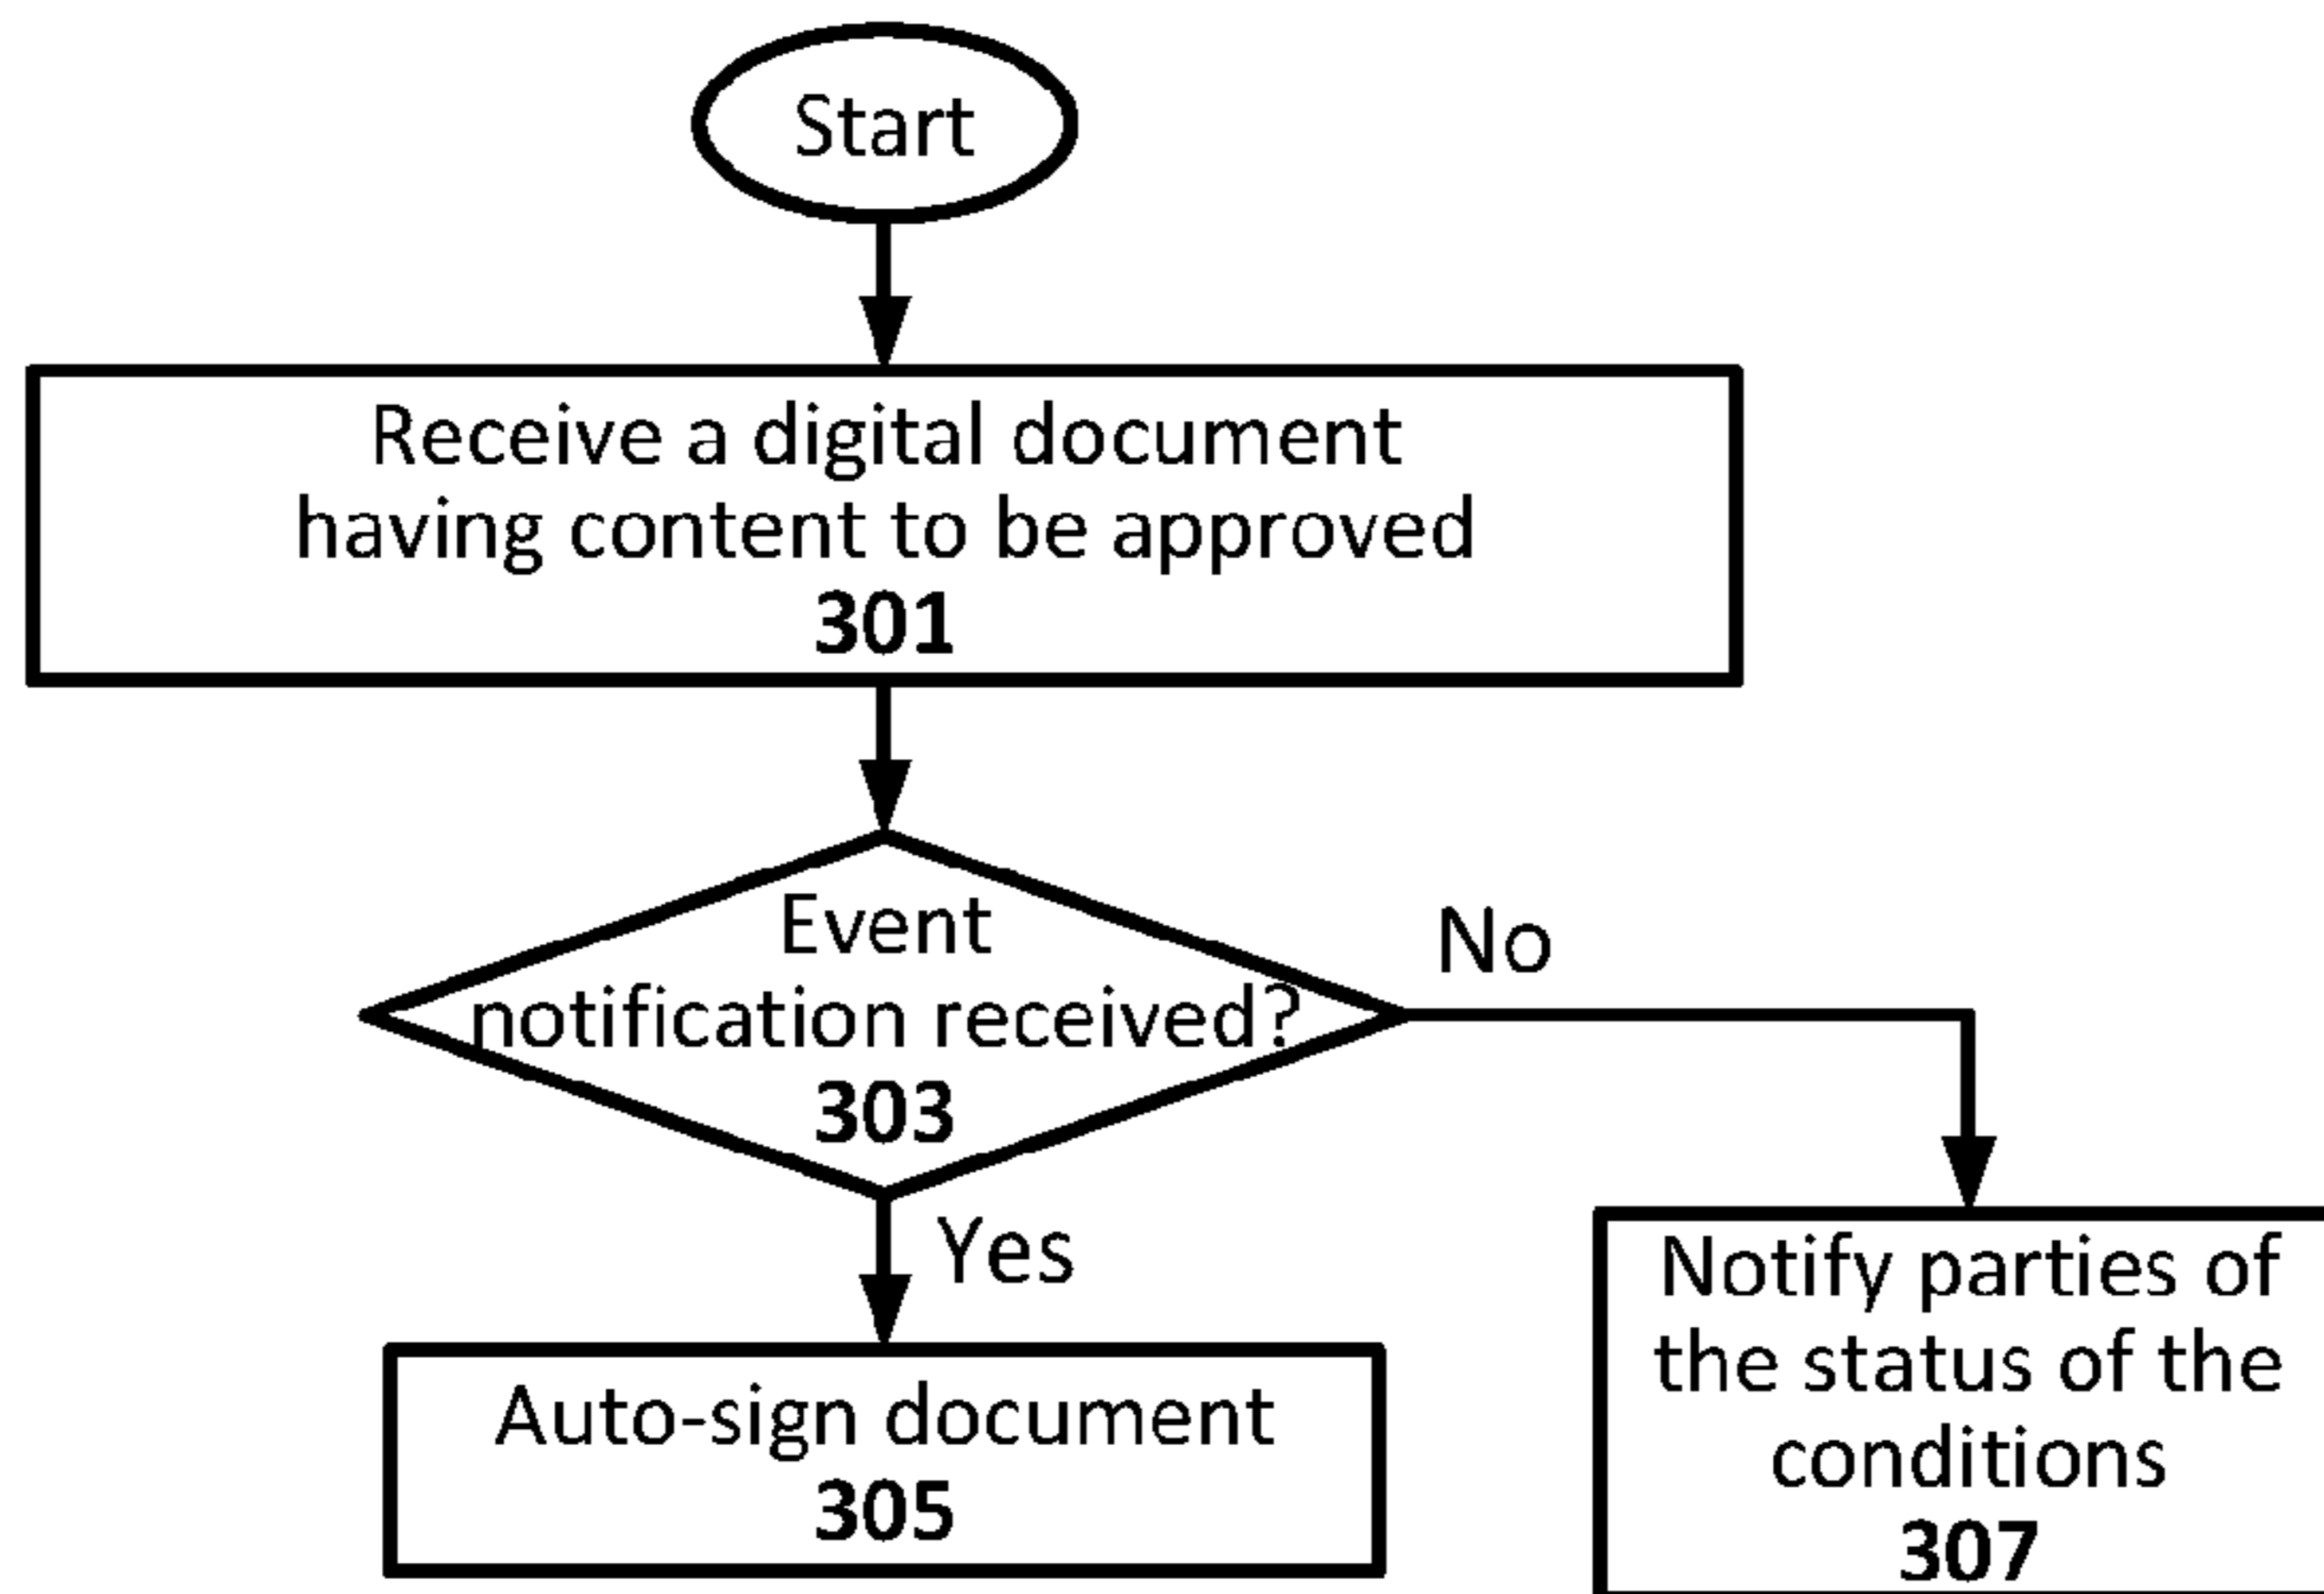 Start
Receive a digital document
having content to be approved
301
Event
notification received?
303
No
Yes
Auto-sign document
305
Notify parties of
the status of the
conditions
307